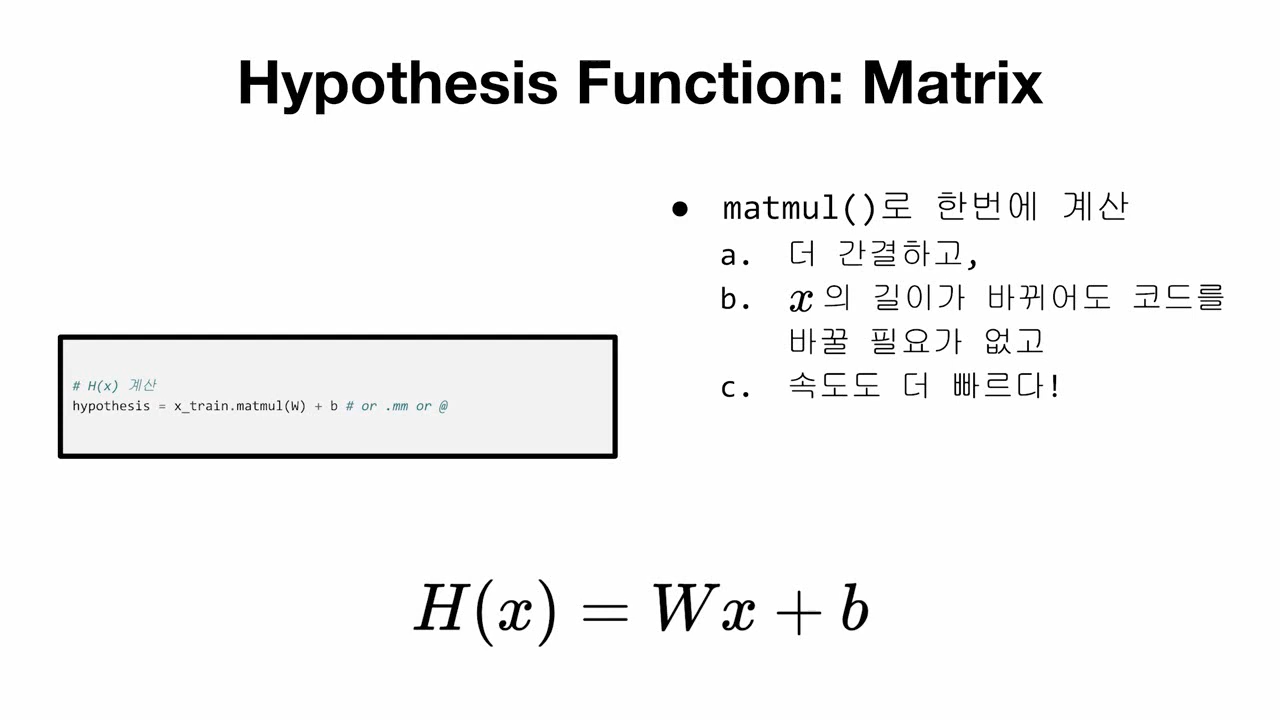 Hypothesis Function: Matrix
● matmul()로 한번에 계산
a. 더 간결하고,
b. x의 길이가 바뀌어도 코드를
바꿀 필요가 없고
c. 속도도 더 빠르다!
# H(x) 계산
hypothesis = x_train.matmul(W) + b # or .mm or @
H(x) = Wx + b